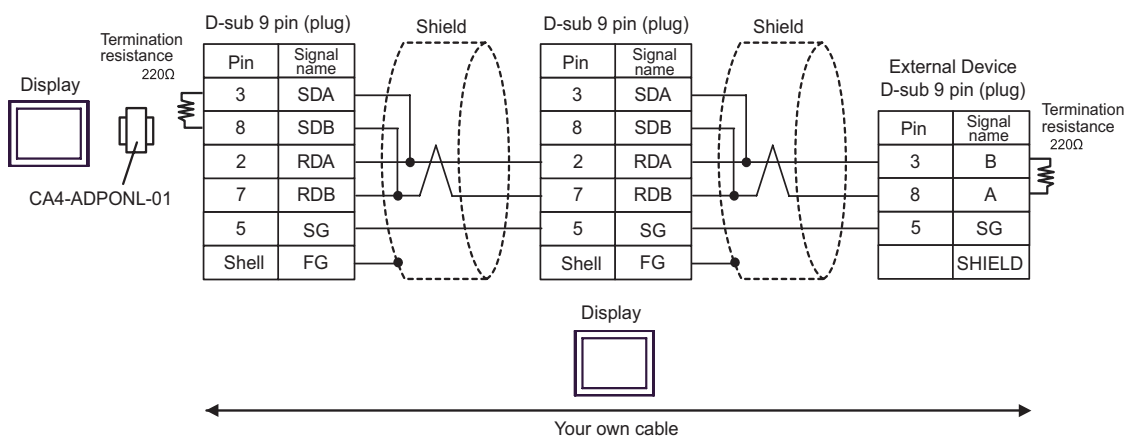 Display
CA4-ADPONL-01
Termination
resistance
220Ω
D-sub 9 pin (plug)
Pin Signal name
3 SDA
8 SDB
2 RDA
7 RDB
5 SG
Shell FG
Shield
D-sub 9 pin (plug)
Pin Signal name
3 SDA
8 SDB
2 RDA
7 RDB
5 SG
Shell FG
Shield
External Device
D-sub 9 pin (plug)
Pin Signal name
3 B
8 A
5 SG
SHIELD
Termination
resistance
220Ω
Display
Your own cable